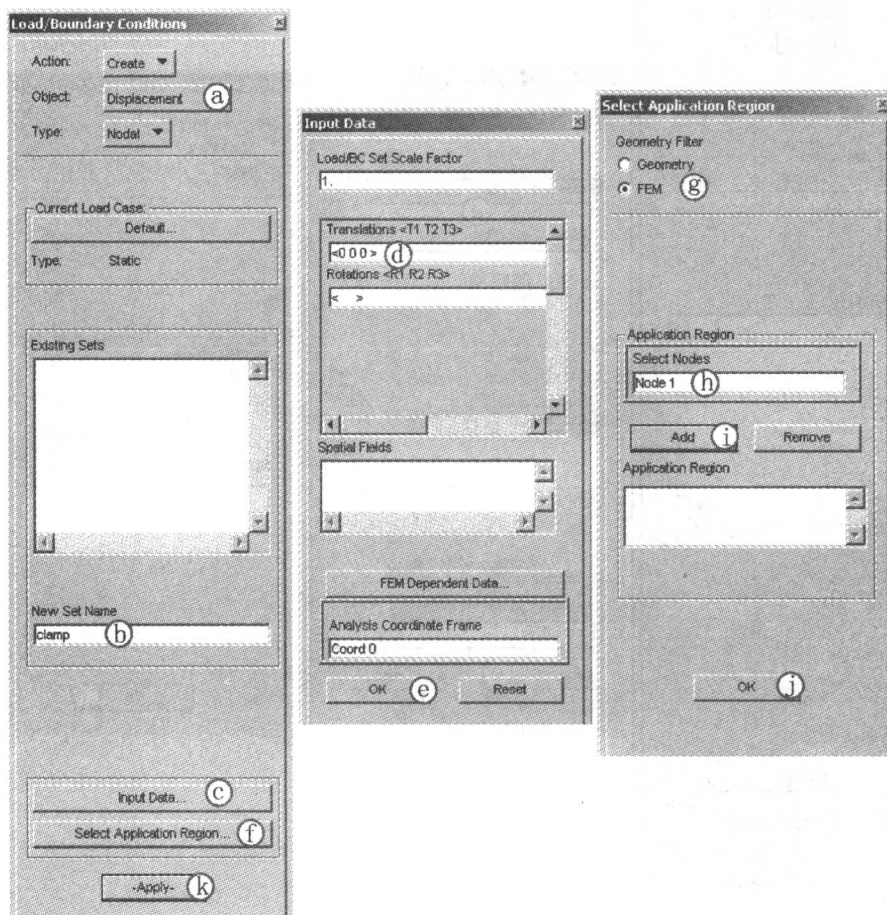 Load/Boundary Conditions
Action: Create
Object: Displacement a
Type: Nodal
Current Load Case:
Default...
Type: Static
Existing Sets
New Set Name
clamp b
Input Data... c
Select Application Region... f
-Apply- k
Input Data
Load/BC Set Scale Factor
1.
Translations <T1 T2 T3>
<0 0 0 > d
Rotations <R1 R2 R3>
< >
Spatial Fields
FEM Dependent Data...
Analysis Coordinate Frame
Coord 0
OK e Reset
Select Application Region
Geometry Filter
Geometry
FEM g
Application Region
Select Nodes
Node 1 h
Add i Remove
Application Region
OK j